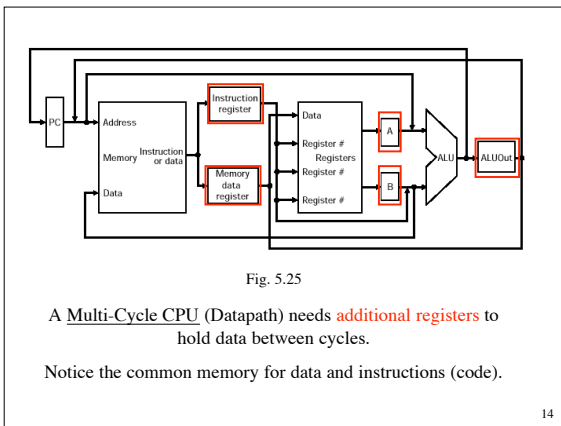 PC
Address
Memory
Instruction
or data
Data
Instruction
register
Memory
data
register
Data
Register #
Registers
Register #
Register #
A
B
ALU
ALUOut
Fig. 5.25
A Multi-Cycle CPU (Datapath) needs additional registers to
hold data between cycles.
Notice the common memory for data and instructions (code).
14